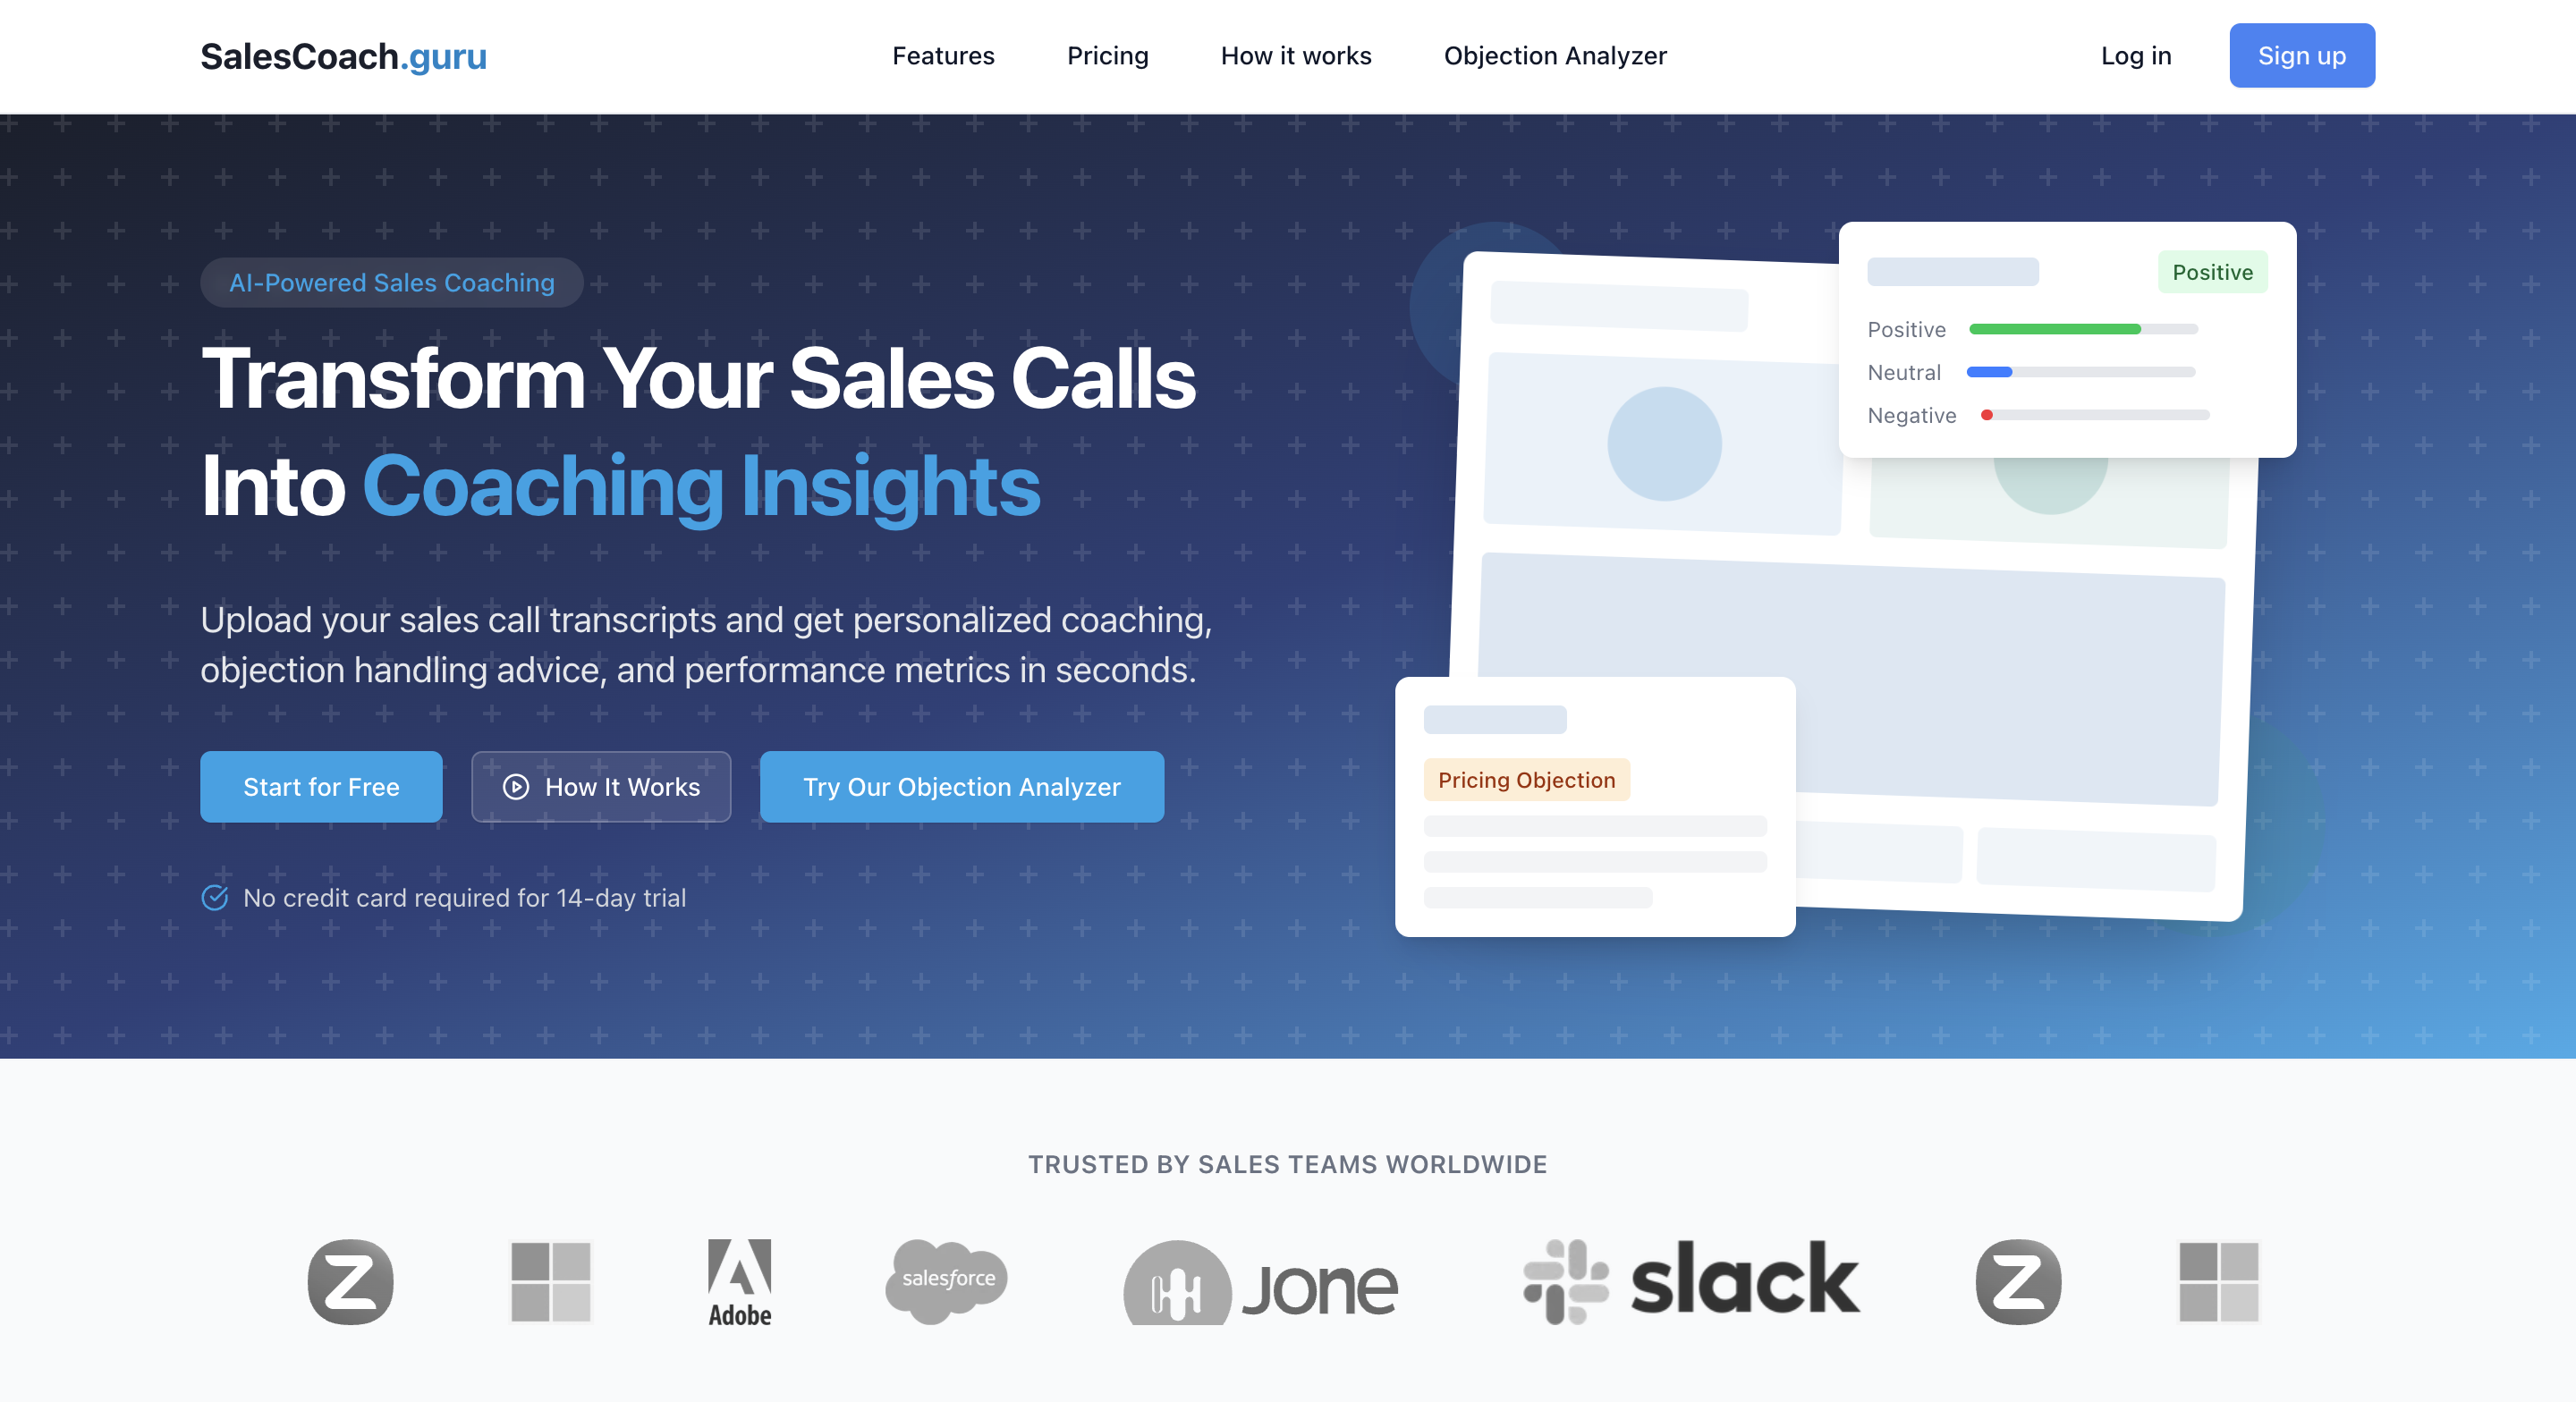 SalesCoach.guru
Features
Pricing
How it works
Objection Analyzer
Log in
Sign up
AI-Powered Sales Coaching
Transform Your Sales Calls
Into Coaching Insights
Upload your sales call transcripts and get personalized coaching,
objection handling advice, and performance metrics in seconds.
Start for Free
How It Works
Try Our Objection Analyzer
No credit card required for 14-day trial
Positive
Positive
Neutral
Negative
Pricing Objection
TRUSTED BY SALES TEAMS WORLDWIDE
Z
Adobe
salesforce
Jone
slack
Z